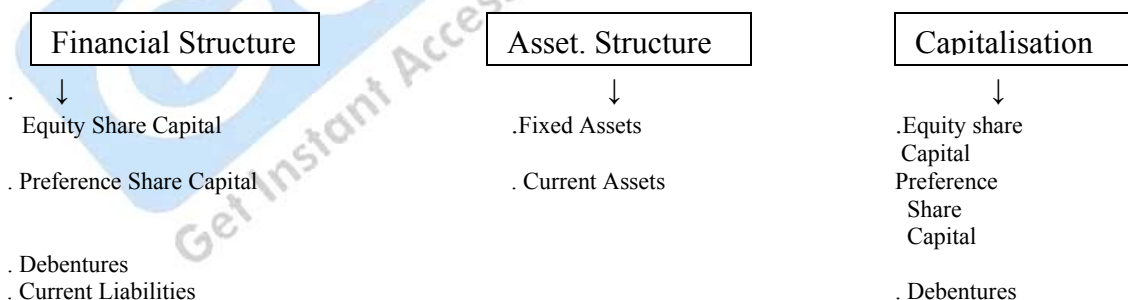 Get Instant Acces
Financial Structure
Asset. Structure
Capitalisation
. ↓
↓
↓
Equity Share Capital
.Fixed Assets
.Equity share
Capital
. Preference Share Capital
. Current Assets
Preference
Share
Capital
. Debentures
. Current Liabilities
. Debentures